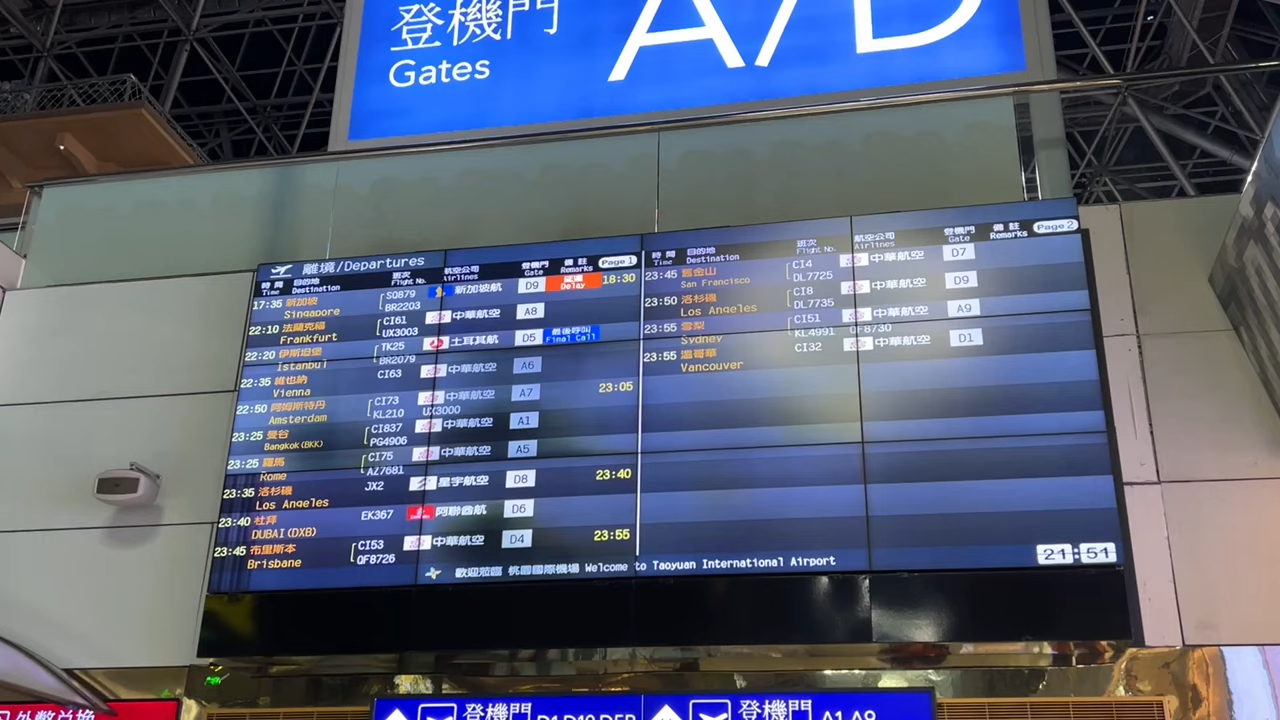 登機門 A/D
Gates
離境/Departures
時間 目的地 班次 航空公司 登機門 備註 Page 1
Time Destination Flight No. Airlines Gate Remarks
17:35 新加坡 SQ879 新加坡航 D9 延遲 18:30
Singapore BR2203 Delay
22:10 法蘭克福 CI61 中華航空 A8
Frankfurt UX3003
22:20 伊斯坦堡 TK25 土耳其航 D5 最後呼叫
Istanbul BR2079 Final Call
22:35 維也納 CI63 中華航空 A6
Vienna
22:50 阿姆斯特丹 CI73 中華航空 A7 23:05
Amsterdam KL210 UX3000
23:25 曼谷 CI837 中華航空 A1
Bangkok(BKK) PG4906
23:25 羅馬 CI75 中華航空 A5
Rome AZ7681
23:35 洛杉磯 JX2 星宇航空 D8 23:40
Los Angeles
23:40 杜拜 EK367 阿聯酋航 D6
DUBAI(DXB)
23:45 布里斯本 CI53 中華航空 D4 23:55
Brisbane QF8726
時間 目的地 班次 航空公司 登機門 備註 Page 2
Time Destination Flight No. Airlines Gate Remarks
23:45 舊金山 CI4 中華航空 D7
San Francisco DL7725
23:50 洛杉磯 CI8 中華航空 D9
Los Angeles DL7735
23:55 雪梨 CI51 中華航空 A9
Sydney KL4991 QF8730
23:55 溫哥華 CI32 中華航空 D1
Vancouver
歡迎蒞臨 桃園國際機場 Welcome to Taoyuan International Airport
21:51
外幣兌換
登機門 D1-D10 DFR
登機門 A1-A9